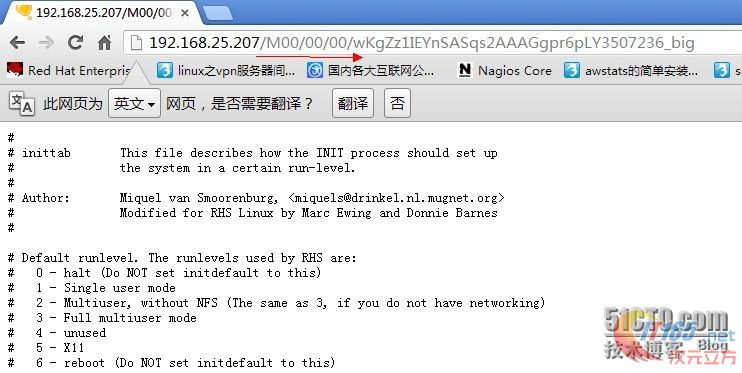 192.168.25.207/M00/00
192.168.25.207/M00/00/00/wKgZz1IEYnSASqs2AAAGgpr6pLY3507236_big
Red Hat Enterpris linux之vpn服务器间... 国内各大互联网公... Nagios Core awstats的简单安装...
此网页为 英文 网页，是否需要翻译？ 翻译 否
#
# inittab This file describes how the INIT process should set up
# the system in a certain run-level.
#
# Author: Miquel van Smoorenburg, <miquels@drinkel.nl.mugnet.org>
# Modified for RHS Linux by Marc Ewing and Donnie Barnes
#
# Default runlevel. The runlevels used by RHS are:
# 0 - halt (Do NOT set initdefault to this)
# 1 - Single user mode
# 2 - Multiuser, without NFS (The same as 3, if you do not have networking)
# 3 - Full multiuser mode
# 4 - unused
# 5 - X11
# 6 - reboot (Do NOT set initdefault to this)
51CTO.com
技术博客 Blog
IT165.net